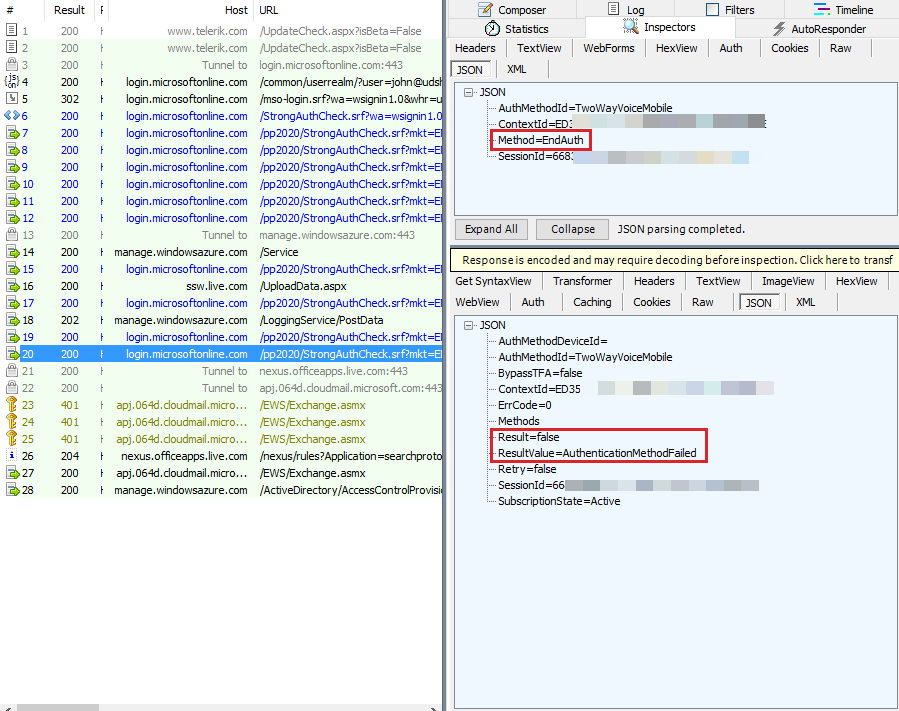 # Result F Host URL
1 200 H www.telerik.com /UpdateCheck.aspx?isBeta=False
2 200 H www.telerik.com /UpdateCheck.aspx?isBeta=False
3 200 H Tunnel to login.microsoftonline.com:443
4 200 H login.microsoftonline.com /common/userrealm/?user=john@udsh
5 302 H login.microsoftonline.com /mso-login.srf?wa=wsignin1.0&whr=u
6 200 H login.microsoftonline.com /StrongAuthCheck.srf?wa=wsignin1.0
7 200 H login.microsoftonline.com /pp2020/StrongAuthCheck.srf?mkt=E
8 200 H login.microsoftonline.com /pp2020/StrongAuthCheck.srf?mkt=E
9 200 H login.microsoftonline.com /pp2020/StrongAuthCheck.srf?mkt=E
10 200 H login.microsoftonline.com /pp2020/StrongAuthCheck.srf?mkt=E
11 200 H login.microsoftonline.com /pp2020/StrongAuthCheck.srf?mkt=E
12 200 H login.microsoftonline.com /pp2020/StrongAuthCheck.srf?mkt=E
13 200 H Tunnel to manage.windowsazure.com:443
14 200 H manage.windowsazure.com /Service
15 200 H login.microsoftonline.com /pp2020/StrongAuthCheck.srf?mkt=E
16 200 H ssw.live.com /UploadData.aspx
17 200 H login.microsoftonline.com /pp2020/StrongAuthCheck.srf?mkt=E
18 202 H manage.windowsazure.com /LoggingService/PostData
19 200 H login.microsoftonline.com /pp2020/StrongAuthCheck.srf?mkt=E
20 200 H login.microsoftonline.com /pp2020/StrongAuthCheck.srf?mkt=E
21 200 H Tunnel to nexus.officeapps.live.com:443
22 200 H Tunnel to apj.064d.cloudmail.microsoft.com:443
23 401 H apj.064d.cloudmail.micro... /EWS/Exchange.asmx
24 401 H apj.064d.cloudmail.micro... /EWS/Exchange.asmx
25 401 H apj.064d.cloudmail.micro... /EWS/Exchange.asmx
26 204 H nexus.officeapps.live.com /nexus/rules?Application=searchproto
27 200 H apj.064d.cloudmail.micro... /EWS/Exchange.asmx
28 200 H manage.windowsazure.com /ActiveDirectory/AccessControlProvisi
Composer Log Filters Timeline
Statistics Inspectors AutoResponder
Headers TextView WebForms HexView Auth Cookies Raw
JSON XML
JSON
AuthMethodId=TwoWayVoiceMobile
ContextId=ED3
Method=EndAuth
SessionId=668
Expand All Collapse JSON parsing completed.
Response is encoded and may require decoding before inspection. Click here to transf
Get SyntaxView Transformer Headers TextView ImageView HexView
WebView Auth Caching Cookies Raw JSON XML
JSON
AuthMethodDeviceId=
AuthMethodId=TwoWayVoiceMobile
BypassTFA=false
ContextId=ED35
ErrCode=0
Methods
Result=false
ResultValue=AuthenticationMethodFailed
Retry=false
SessionId=66
SubscriptionState=Active